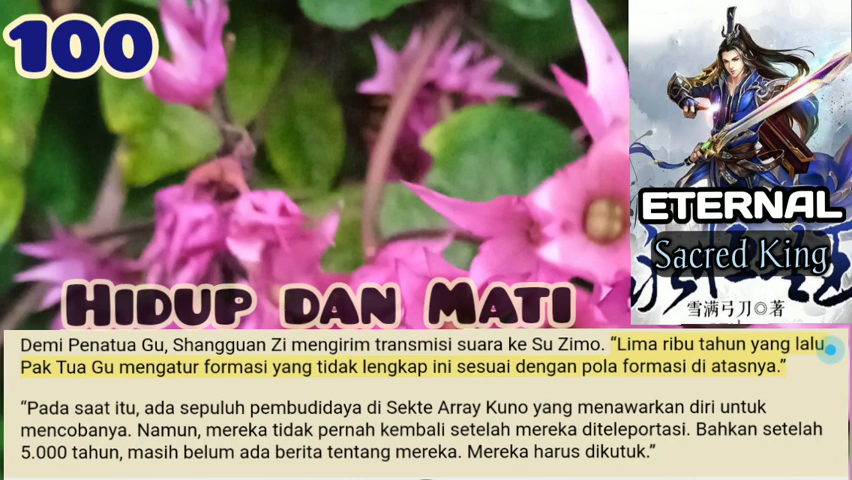 100
ETERNAL
Sacred King
雪满弓刀◎著
HIDUP DAN MATI
Demi Penatua Gu, Shangguan Zi mengirim transmisi suara ke Su Zimo. “Lima ribu tahun yang lalu,
Pak Tua Gu mengatur formasi yang tidak lengkap ini sesuai dengan pola formasi di atasnya.”
“Pada saat itu, ada sepuluh pembudidaya di Sekte Array Kuno yang menawarkan diri untuk
mencobanya. Namun, mereka tidak pernah kembali setelah mereka diteleportasi. Bahkan setelah
5.000 tahun, masih belum ada berita tentang mereka. Mereka harus dikutuk.”